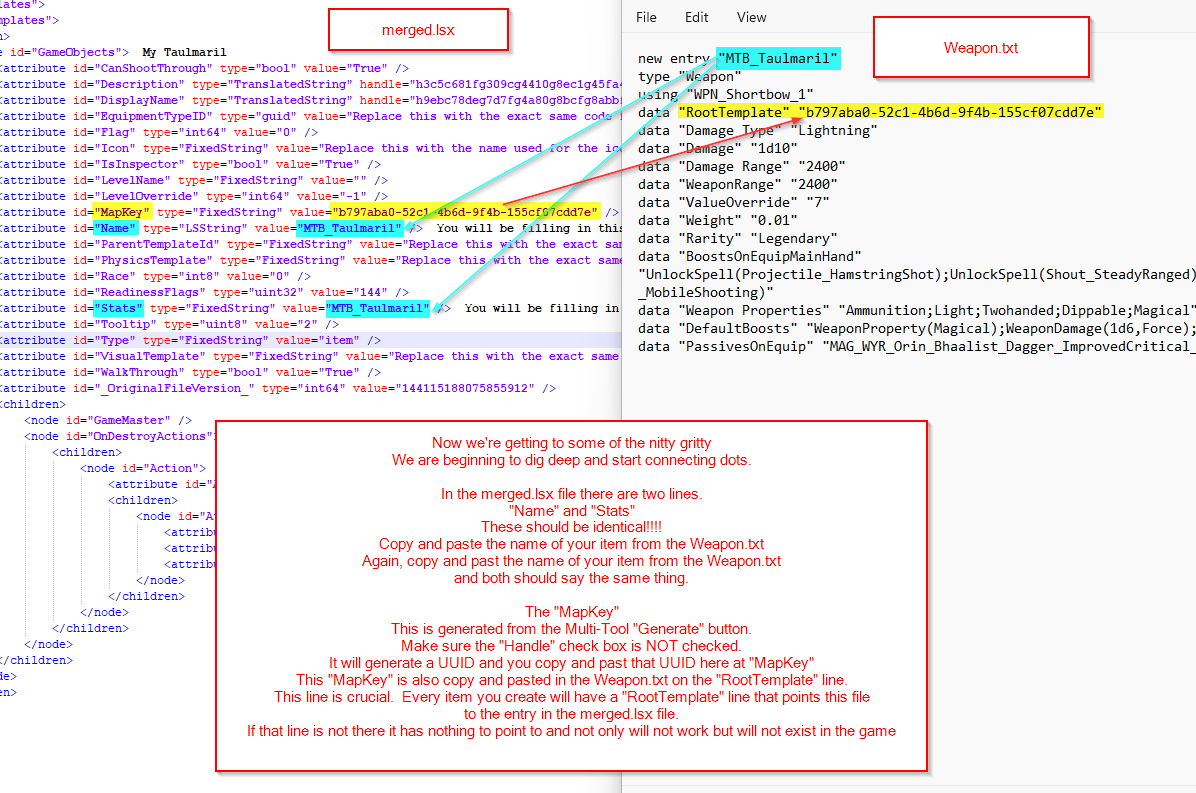 lates">
mplates">
n>
e id="GameObjects"> My Taulmaril
<attribute id="CanShootThrough" type="bool" value="True" />
<attribute id="Description" type="TranslatedString" handle="h3c5c681fg309cg4410g8ec1g45fa
<attribute id="DisplayName" type="TranslatedString" handle="h9ebc78deg7d7fg4a80g8bcfg8abb
<attribute id="EquipmentTypeID" type="guid" value="Replace this with the exact same code
<attribute id="Flag" type="int64" value="0" />
<attribute id="Icon" type="FixedString" value="Replace this with the name used for the ic
<attribute id="IsInspector" type="bool" value="True" />
<attribute id="LevelName" type="FixedString" value="" />
<attribute id="LevelOverride" type="int64" value="-1" />
<attribute id="MapKey" type="FixedString" value="b797aba0-52c1-4b6d-9f4b-155cf07cdd7e" />
<attribute id="Name" type="LSString" value="MTB_Taulmaril" /> You will be filling in this
<attribute id="ParentTemplateId" type="FixedString" value="Replace this with the exact sam
<attribute id="PhysicsTemplate" type="FixedString" value="Replace this with the exact same
<attribute id="Race" type="int8" value="0" />
<attribute id="ReadinessFlags" type="uint32" value="144" />
<attribute id="Stats" type="FixedString" value="MTB_Taulmaril" /> You will be filling in
<attribute id="Tooltip" type="uint8" value="2" />
<attribute id="Type" type="FixedString" value="item" />
<attribute id="VisualTemplate" type="FixedString" value="Replace this with the exact same
<attribute id="WalkThrough" type="bool" value="True" />
<attribute id="_OriginalFileVersion_" type="int64" value="144115188075855912" />
<children>
<node id="GameMaster" />
<node id="OnDestroyActions"
<children>
<node id="Action">
<attribute id="
<children>
<node id="A
<attribu
<attribu
<attribu
</node>
</children>
</node>
</children>
</node>
</children>
de>
en>
merged.lsx
File Edit View
Weapon.txt
new entry "MTB_Taulmaril"
type "Weapon"
using "WPN_Shortbow_1"
data "RootTemplate" "b797aba0-52c1-4b6d-9f4b-155cf07cdd7e"
data "Damage Type" "Lightning"
data "Damage" "1d10"
data "Damage Range" "2400"
data "WeaponRange" "2400"
data "ValueOverride" "7"
data "Weight" "0.01"
data "Rarity" "Legendary"
data "BoostsOnEquipMainHand"
"UnlockSpell(Projectile_HamstringShot);UnlockSpell(Shout_SteadyRanged)
_MobileShooting)"
data "Weapon Properties" "Ammunition;Light;Twohanded;Dippable;Magical"
data "DefaultBoosts" "WeaponProperty(Magical);WeaponDamage(1d6,Force);
data "PassivesOnEquip" "MAG_WYR_Orin_Bhaalist_Dagger_ImprovedCritical_
Now we're getting to some of the nitty gritty
We are beginning to dig deep and start connecting dots.
In the merged.lsx file there are two lines.
"Name" and "Stats"
These should be identical!!!!
Copy and paste the name of your item from the Weapon.txt
Again, copy and past the name of your item from the Weapon.txt
and both should say the same thing.
The "MapKey"
This is generated from the Multi-Tool "Generate" button.
Make sure the "Handle" check box is NOT checked.
It will generate a UUID and you copy and past that UUID here at "MapKey"
This "MapKey" is also copy and pasted in the Weapon.txt on the "RootTemplate" line.
This line is crucial. Every item you create will have a "RootTemplate" line that points this file
to the entry in the merged.lsx file.
If that line is not there it has nothing to point to and not only will not work but will not exist in the game